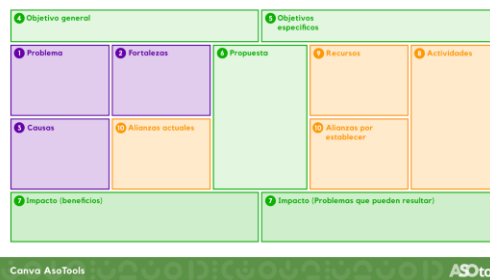 4 Objetivo general
5 Objetivos
específicos
1 Problema
2 Fortalezas
6 Propuesta
9 Recursos
8 Actividades
3 Causas
10 Alianzas actuales
10 Alianzas por
establecer
7 Impacto (beneficios)
7 Impacto (Problemas que pueden resultar)
Canva AsoTools